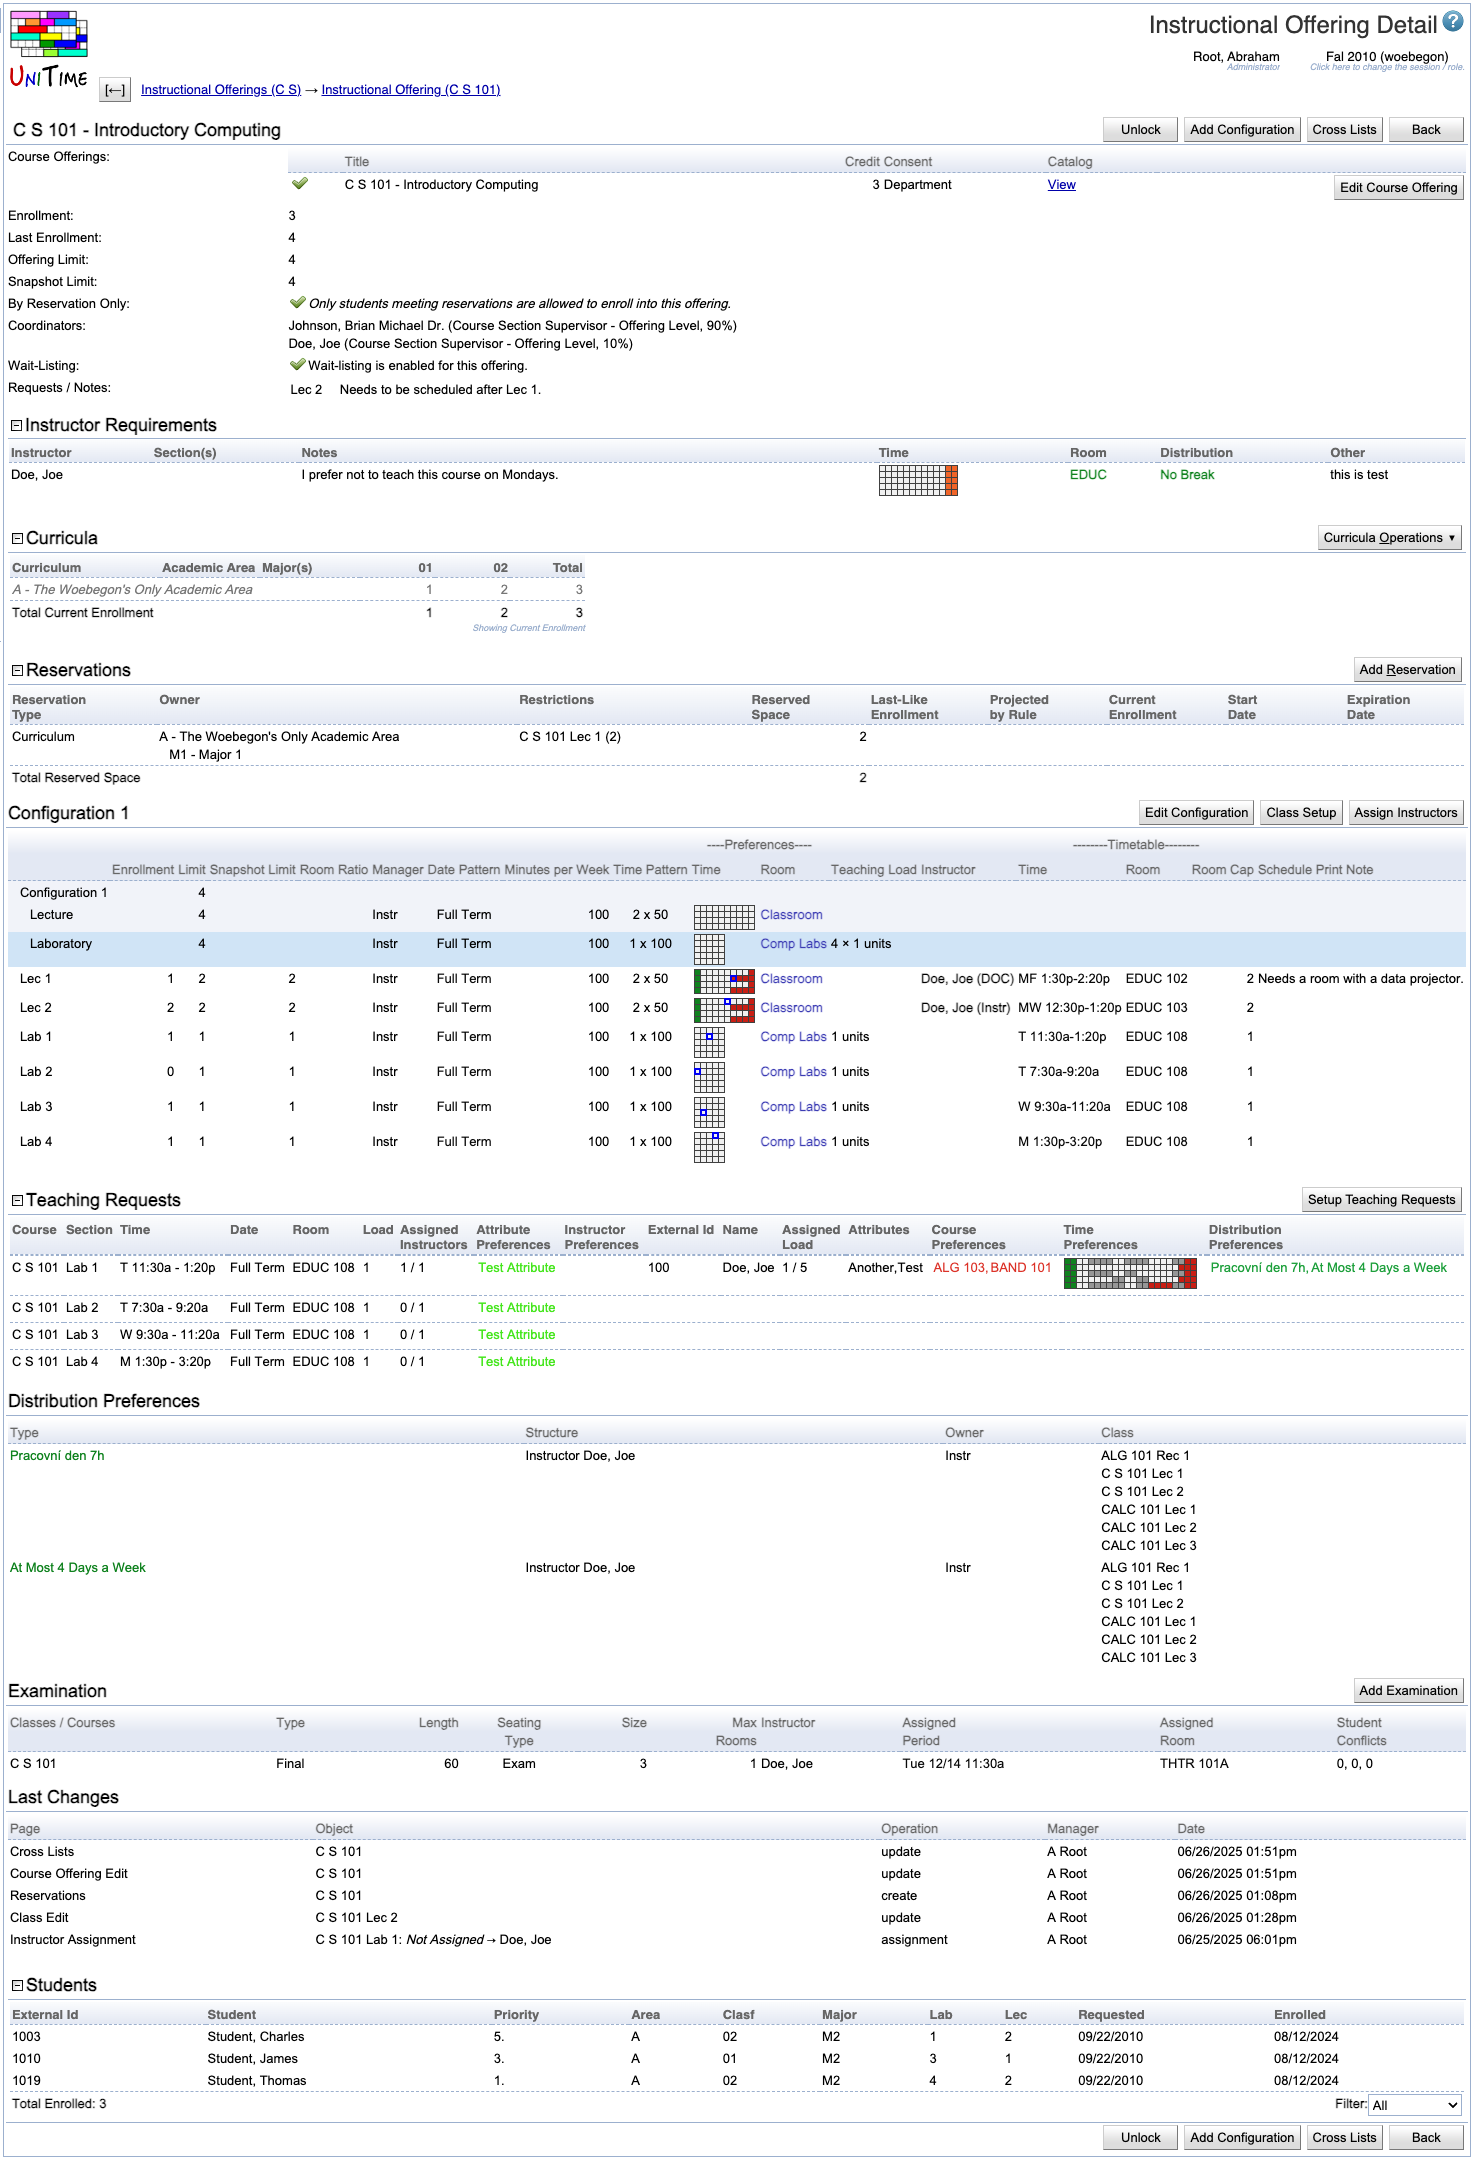 UNITIME
Instructional Offering Detail
Root, Abraham Fal 2010 (woebegon)
Administrator Click here to change the session / role.
[←] Instructional Offerings (C S) → Instructional Offering (C S 101)
C S 101 - Introductory Computing Unlock Add Configuration Cross Lists Back
Course Offerings: Title Credit Consent Catalog
C S 101 - Introductory Computing 3 Department View Edit Course Offering
Enrollment: 3
Last Enrollment: 4
Offering Limit: 4
Snapshot Limit: 4
By Reservation Only: Only students meeting reservations are allowed to enroll into this offering.
Coordinators: Johnson, Brian Michael Dr. (Course Section Supervisor - Offering Level, 90%)
Doe, Joe (Course Section Supervisor - Offering Level, 10%)
Wait-Listing: Wait-listing is enabled for this offering.
Requests / Notes: Lec 2 Needs to be scheduled after Lec 1.
Instructor Requirements
Instructor Section(s) Notes Time Room Distribution Other
Doe, Joe I prefer not to teach this course on Mondays. EDUC No Break this is test
Curricula Curricula Operations ▼
Curriculum Academic Area Major(s) 01 02 Total
A - The Woebegon's Only Academic Area 1 2 3
Total Current Enrollment 1 2 3
Showing Current Enrollment
Reservations Add Reservation
Reservation Type Owner Restrictions Reserved Space Last-Like Enrollment Projected by Rule Current Enrollment Start Date Expiration Date
Curriculum A - The Woebegon's Only Academic Area C S 101 Lec 1 (2) 2
M1 - Major 1
Total Reserved Space 2
Configuration 1 Edit Configuration Class Setup Assign Instructors
----Preferences---- --------Timetable--------
Enrollment Limit Snapshot Limit Room Ratio Manager Date Pattern Minutes per Week Time Pattern Time Room Teaching Load Instructor Time Room Room Cap Schedule Print Note
Configuration 1 4
Lecture 4 Instr Full Term 100 2 x 50 Classroom
Laboratory 4 Instr Full Term 100 1 x 100 Comp Labs 4 × 1 units
Lec 1 1 2 2 Instr Full Term 100 2 x 50 Classroom Doe, Joe (DOC) MF 1:30p-2:20p EDUC 102 2 Needs a room with a data projector.
Lec 2 2 2 2 Instr Full Term 100 2 x 50 Classroom Doe, Joe (Instr) MW 12:30p-1:20p EDUC 103 2
Lab 1 1 1 1 Instr Full Term 100 1 x 100 Comp Labs 1 units T 11:30a-1:20p EDUC 108 1
Lab 2 0 1 1 Instr Full Term 100 1 x 100 Comp Labs 1 units T 7:30a-9:20a EDUC 108 1
Lab 3 1 1 1 Instr Full Term 100 1 x 100 Comp Labs 1 units W 9:30a-11:20a EDUC 108 1
Lab 4 1 1 1 Instr Full Term 100 1 x 100 Comp Labs 1 units M 1:30p-3:20p EDUC 108 1
Teaching Requests Setup Teaching Requests
Course Section Time Date Room Load Assigned Instructors Attribute Preferences Instructor Preferences External Id Name Assigned Load Attributes Course Preferences Time Preferences Distribution Preferences
C S 101 Lab 1 T 11:30a - 1:20p Full Term EDUC 108 1 1 / 1 Test Attribute 100 Doe, Joe 1 / 5 Another,Test ALG 103, BAND 101 Pracovní den 7h, At Most 4 Days a Week
C S 101 Lab 2 T 7:30a - 9:20a Full Term EDUC 108 1 0 / 1 Test Attribute
C S 101 Lab 3 W 9:30a - 11:20a Full Term EDUC 108 1 0 / 1 Test Attribute
C S 101 Lab 4 M 1:30p - 3:20p Full Term EDUC 108 1 0 / 1 Test Attribute
Distribution Preferences
Type Structure Owner Class
Pracovní den 7h Instructor Doe, Joe Instr ALG 101 Rec 1
C S 101 Lec 1
C S 101 Lec 2
CALC 101 Lec 1
CALC 101 Lec 2
CALC 101 Lec 3
At Most 4 Days a Week Instructor Doe, Joe Instr ALG 101 Rec 1
C S 101 Lec 1
C S 101 Lec 2
CALC 101 Lec 1
CALC 101 Lec 2
CALC 101 Lec 3
Examination Add Examination
Classes / Courses Type Length Seating Type Size Max Rooms Instructor Assigned Period Assigned Room Student Conflicts
C S 101 Final 60 Exam 3 1 Doe, Joe Tue 12/14 11:30a THTR 101A 0, 0, 0
Last Changes
Page Object Operation Manager Date
Cross Lists C S 101 update A Root 06/26/2025 01:51pm
Course Offering Edit C S 101 update A Root 06/26/2025 01:51pm
Reservations C S 101 create A Root 06/26/2025 01:08pm
Class Edit C S 101 Lec 2 update A Root 06/26/2025 01:28pm
Instructor Assignment C S 101 Lab 1: Not Assigned → Doe, Joe assignment A Root 06/25/2025 06:01pm
Students
External Id Student Priority Area Clasf Major Lab Lec Requested Enrolled
1003 Student, Charles 5. A 02 M2 1 2 09/22/2010 08/12/2024
1010 Student, James 3. A 01 M2 3 1 09/22/2010 08/12/2024
1019 Student, Thomas 1. A 02 M2 4 2 09/22/2010 08/12/2024
Total Enrolled: 3 Filter: All
Unlock Add Configuration Cross Lists Back